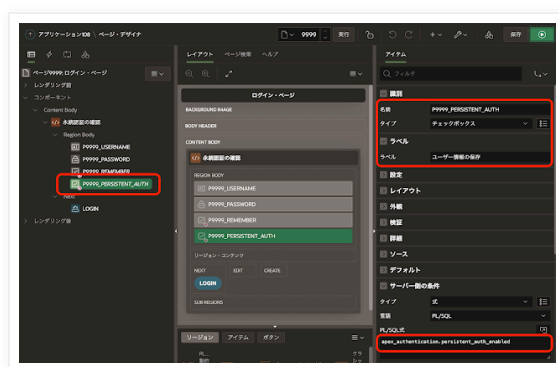 アプリケーション108 \ ページ・デザイナ
9999
実行
保存
ページ9999: ログイン・ページ
レンダリング前
コンポーネント
Content Body
永続認証の確認
Region Body
P9999_USERNAME
P9999_PASSWORD
P9999_REMEMBER
P9999_PERSISTENT_AUTH
Next
LOGIN
レンダリング後
レイアウト
ページ検索
ヘルプ
ログイン・ページ
BACKGROUND IMAGE
BODY HEADER
CONTENT BODY
永続認証の確認
REGION BODY
P9999_USERNAME
P9999_PASSWORD
P9999_REMEMBER
P9999_PERSISTENT_AUTH
リージョン・コンテンツ
NEXT
EDIT
CREATE
LOGIN
SUB REGIONS
リージョン
アイテム
ボタン
アイテム
フィルタ
識別
名前
P9999_PERSISTENT_AUTH
タイプ
チェックボックス
ラベル
ラベル
ユーザー情報の保存
設定
レイアウト
外観
検証
詳細
ソース
デフォルト
サーバー側の条件
タイプ
式
言語
PL/SQL
PL/SQL式
apex_authentication.persistent_auth_enabled